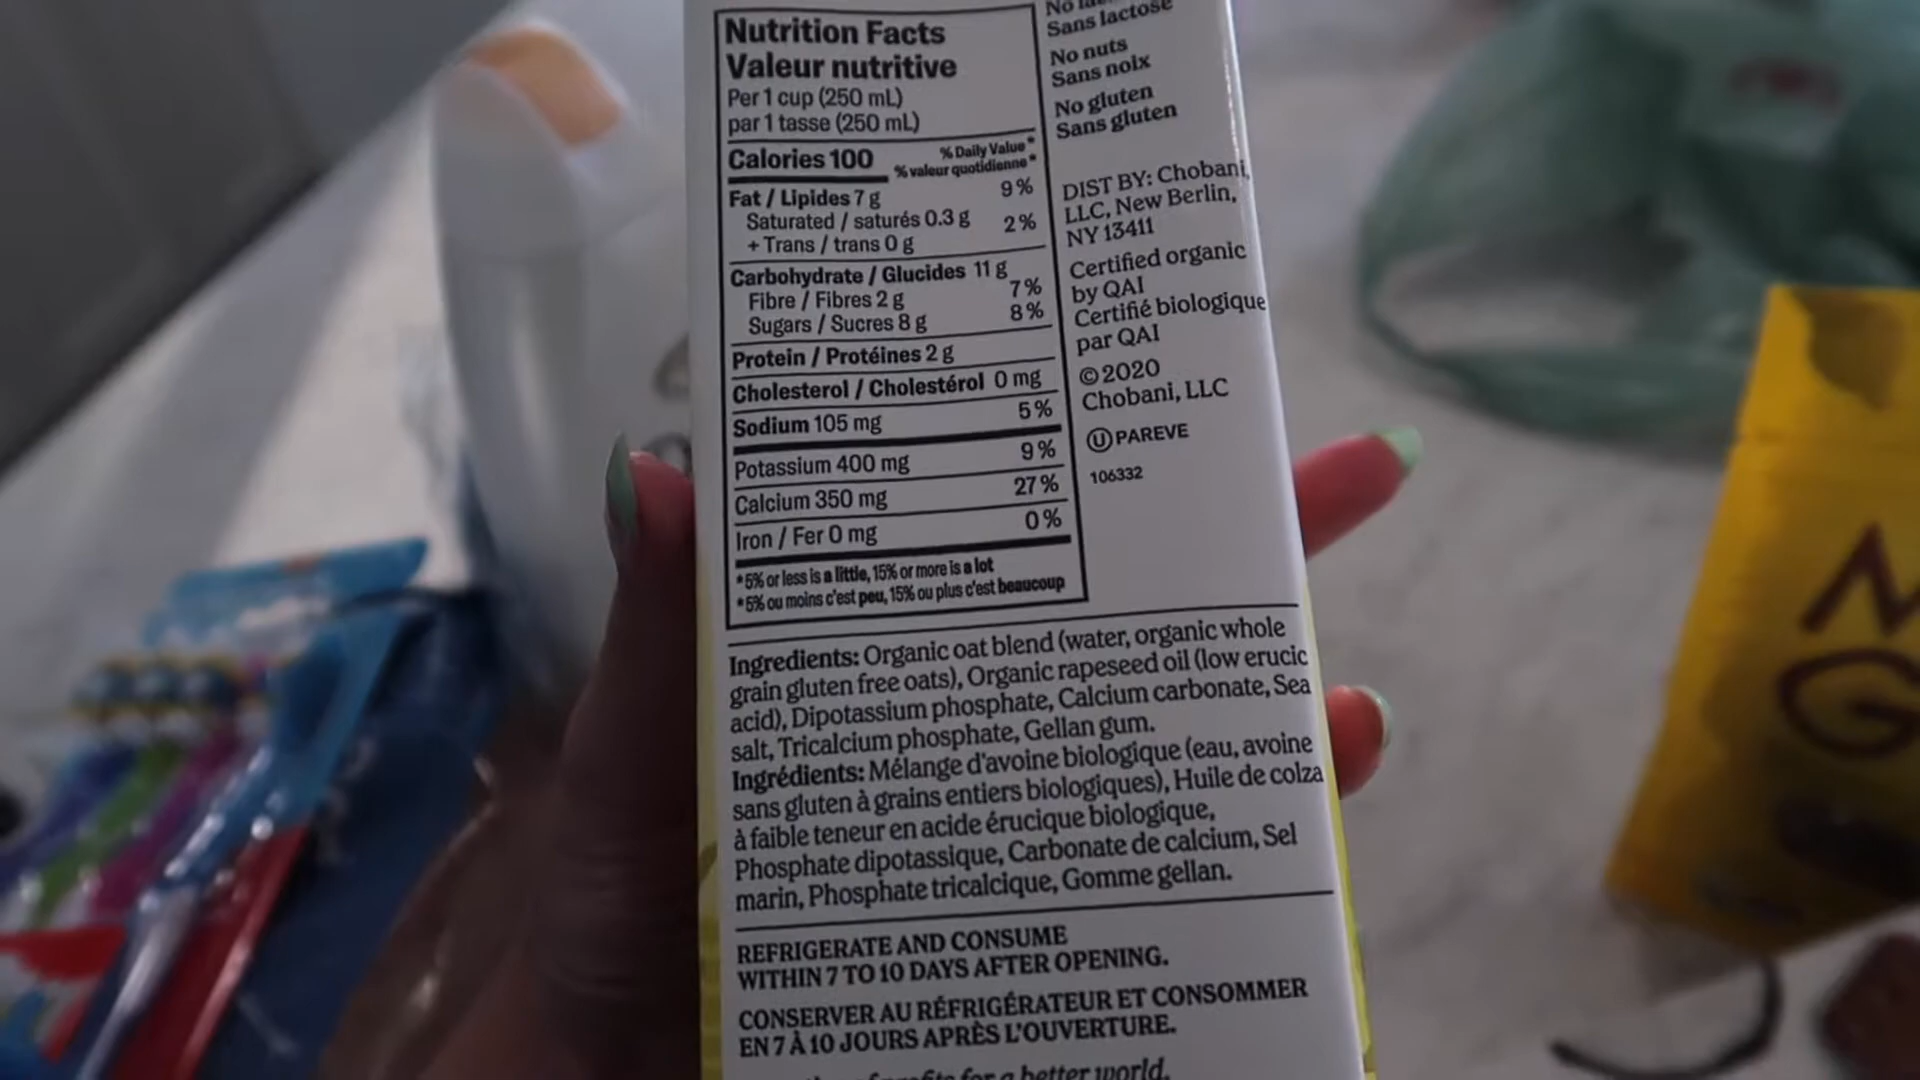 Nutrition Facts
Valeur nutritive
Per 1 cup (250 mL)
par 1 tasse (250 mL)
Calories 100
% Daily Value*
% valeur quotidienne*
Fat / Lipides 7 g 9 %
Saturated / saturés 0.3 g 2 %
+ Trans / trans 0 g
Carbohydrate / Glucides 11 g
Fibre / Fibres 2 g 7 %
Sugars / Sucres 8 g 8 %
Protein / Protéines 2 g
Cholesterol / Cholestérol 0 mg
Sodium 105 mg 5 %
Potassium 400 mg 9 %
Calcium 350 mg 27 %
Iron / Fer 0 mg 0 %
*5% or less is a little, 15% or more is a lot
*5% ou moins c'est peu, 15% ou plus c'est beaucoup
No
Sans lactose
No nuts
Sans noix
No gluten
Sans gluten
DIST BY: Chobani,
LLC, New Berlin,
NY 13411
Certified organic
by QAI
Certifié biologique
par QAI
©2020
Chobani, LLC
U PAREVE
106332
Ingredients: Organic oat blend (water, organic whole
grain gluten free oats), Organic rapeseed oil (low erucic
acid), Dipotassium phosphate, Calcium carbonate, Sea
salt, Tricalcium phosphate, Gellan gum.
Ingrédients: Mélange d'avoine biologique (eau, avoine
sans gluten à grains entiers biologiques), Huile de colza
à faible teneur en acide érucique biologique,
Phosphate dipotassique, Carbonate de calcium, Sel
marin, Phosphate tricalcique, Gomme gellan.
REFRIGERATE AND CONSUME
WITHIN 7 TO 10 DAYS AFTER OPENING.
CONSERVER AU RÉFRIGÉRATEUR ET CONSOMMER
EN 7 À 10 JOURS APRÈS L'OUVERTURE.
for a better world.